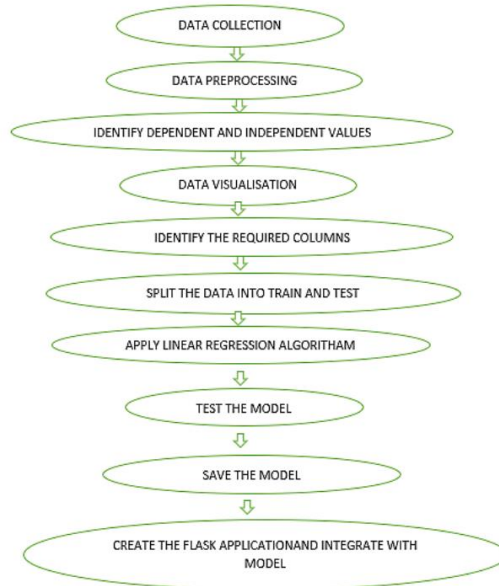 DATA COLLECTION
DATA PREPROCESSING
IDENTIFY DEPENDENT AND INDEPENDENT VALUES
DATA VISUALISATION
IDENTIFY THE REQUIRED COLUMNS
SPLIT THE DATA INTO TRAIN AND TEST
APPLY LINEAR REGRESSION ALGORITHAM
TEST THE MODEL
SAVE THE MODEL
CREATE THE FLASK APPLICATIONAND INTEGRATE WITH
MODEL